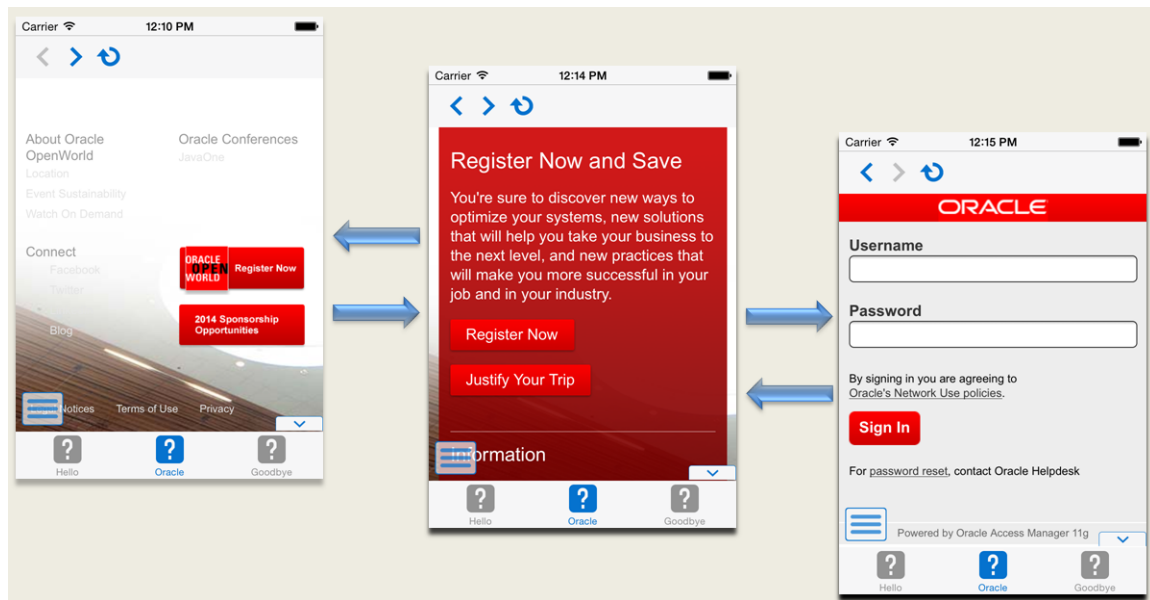 Carrier 12:10 PM
About Oracle
OpenWorld
Location
Event Sustainability
Watch On Demand
Oracle Conferences
JavaOne
Connect
Facebook
Twitter
Blog
ORACLE
OPEN
WORLD
Register Now
2014 Sponsorship
Opportunities
Notices Terms of Use Privacy
Hello Oracle Goodbye
Carrier 12:14 PM
Register Now and Save
You're sure to discover new ways to
optimize your systems, new solutions
that will help you take your business to
the next level, and new practices that
will make you more successful in your
job and in your industry.
Register Now
Justify Your Trip
Information
Hello Oracle Goodbye
Carrier 12:15 PM
ORACLE
Username
Password
By signing in you are agreeing to
Oracle's Network Use policies.
Sign In
For password reset, contact Oracle Helpdesk
Powered by Oracle Access Manager 11g
Hello Oracle Goodbye